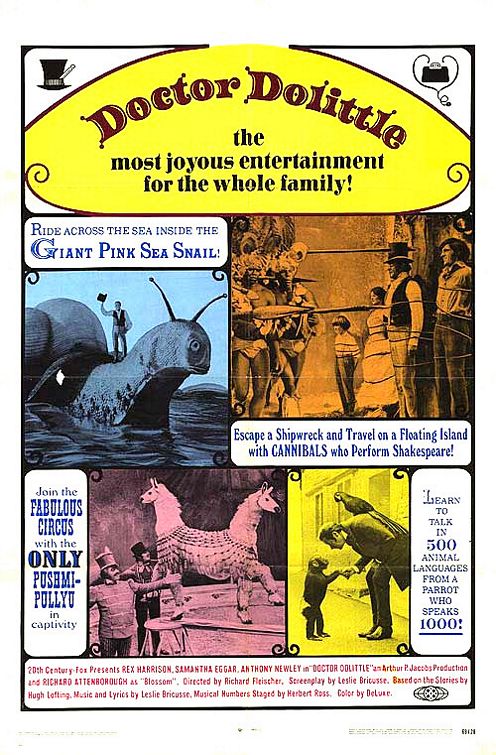 Doctor Dolittle
the
most joyous entertainment
for the whole family!
RIDE ACROSS THE SEA INSIDE THE
GIANT PINK SEA SNAIL!
Escape a Shipwreck and Travel on a Floating Island
with CANNIBALS who Perform Shakespeare!
Join the
FABULOUS
CIRCUS
with the
ONLY
PUSHMI-
PULLYU
in
captivity
LEARN
TO
TALK
IN
500
ANIMAL
LANGUAGES
FROM A
PARROT
WHO
SPEAKS
1000!
20th Century-Fox Presents REX HARRISON, SAMANTHA EGGAR, ANTHONY NEWLEY in "DOCTOR DOLITTLE" an Arthur P. Jacobs Production
and RICHARD ATTENBOROUGH as "Blossom". Directed by Richard Fleischer. Screenplay by Leslie Bricusse. Based on the Stories by
Hugh Lofting. Music and Lyrics by Leslie Bricusse. Musical Numbers Staged by Herbert Ross. Color by DeLuxe.